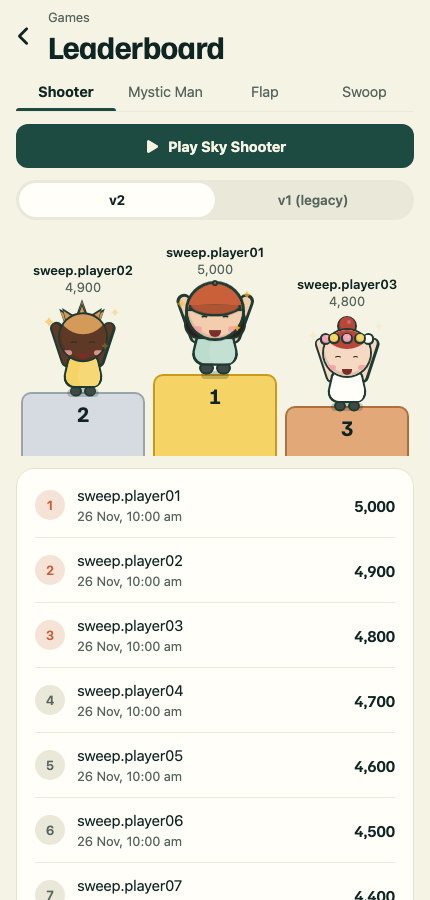 Games
Leaderboard
Shooter
Mystic Man
Flap
Swoop
Play Sky Shooter
v2
v1 (legacy)
sweep.player01
5,000
sweep.player02
4,900
sweep.player03
4,800
2
1
3
1
sweep.player01
26 Nov, 10:00 am
5,000
2
sweep.player02
26 Nov, 10:00 am
4,900
3
sweep.player03
26 Nov, 10:00 am
4,800
4
sweep.player04
26 Nov, 10:00 am
4,700
5
sweep.player05
26 Nov, 10:00 am
4,600
6
sweep.player06
26 Nov, 10:00 am
4,500
7
sweep.player07
4,400